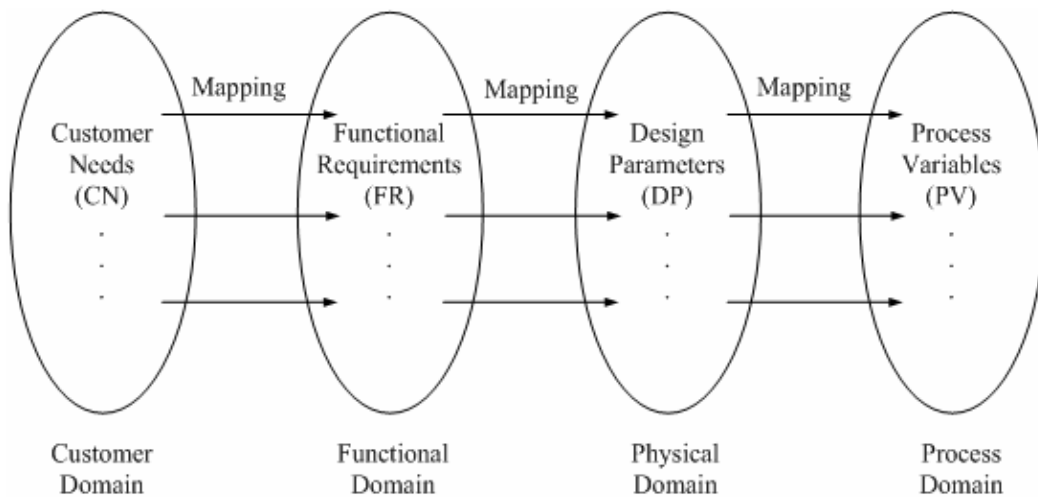 Mapping
Mapping
Mapping
Customer
Needs
(CN)
Functional
Requirements
(FR)
Design
Parameters
(DP)
Process
Variables
(PV)
Customer
Domain
Functional
Domain
Physical
Domain
Process
Domain